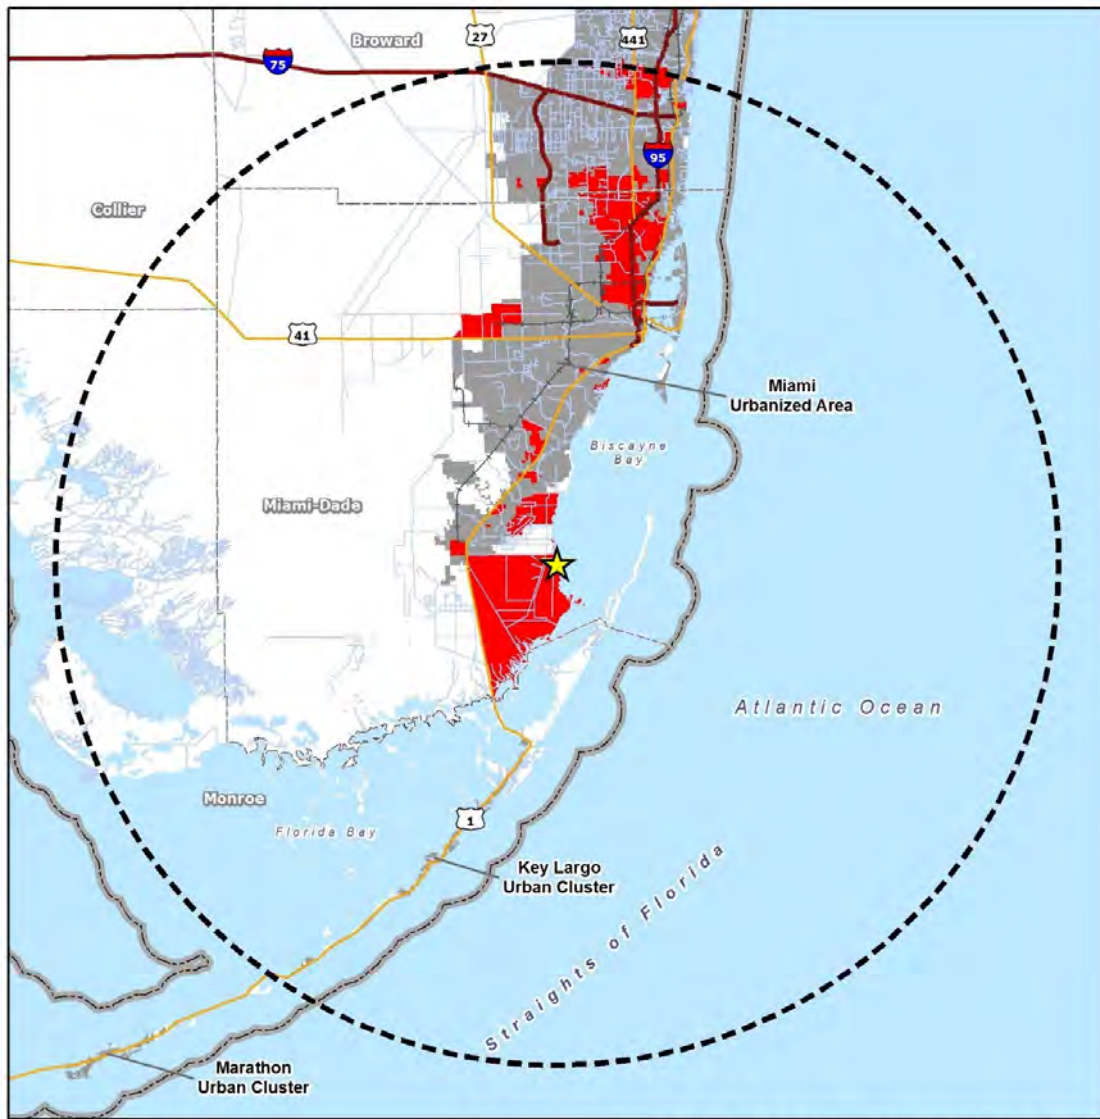 Broward
27
441
75
95
Collier
41
Miami
Urbanized Area
Biscayne
Bay
Miami-Dade
Atlantic Ocean
Monroe
1
Florida Bay
Key Largo
Urban Cluster
Straights of Florida
Marathon
Urban Cluster